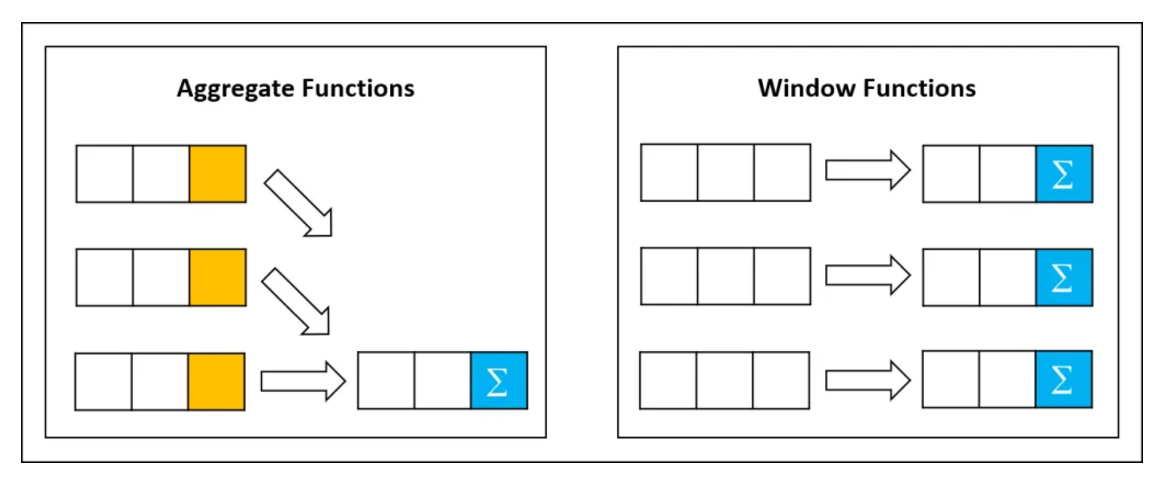 Aggregate Functions
Window Functions
Σ
Σ
Σ
Σ